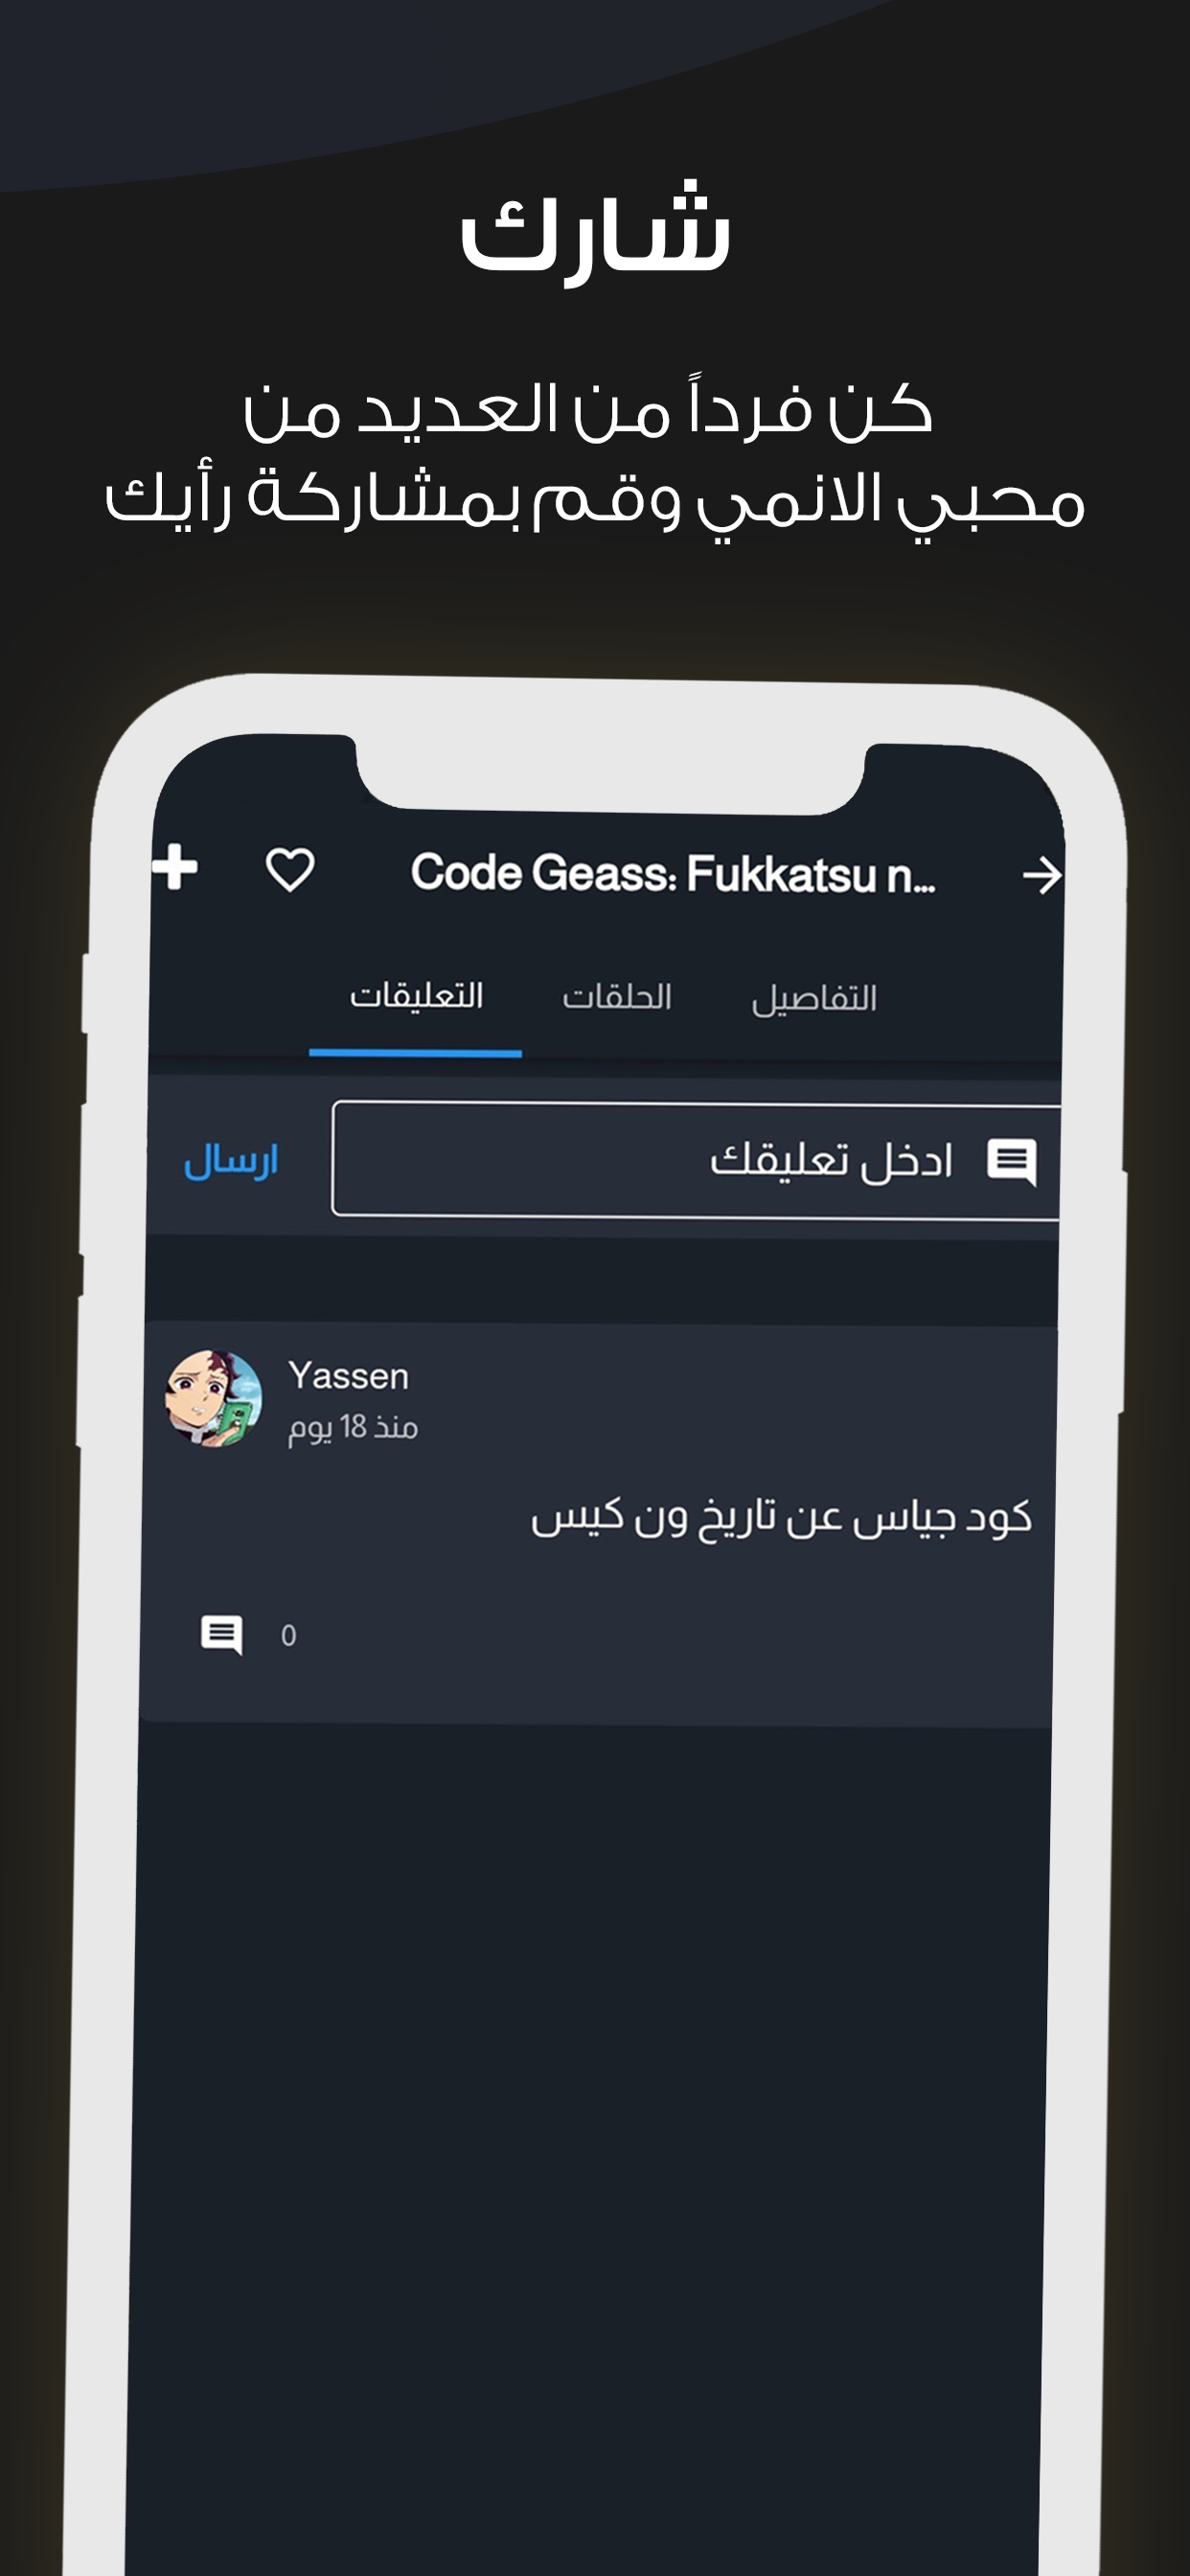 شارك
كن فرداً من العديد من
محبي الانمي وقم بمشاركة رأيك
Code Geass: Fukkatsu n...
التفاصيل الحلقات التعليقات
ادخل تعليقك ارسال
Yassen
منذ 18 يوم
كود جياس عن تاريخ ون كيس
0